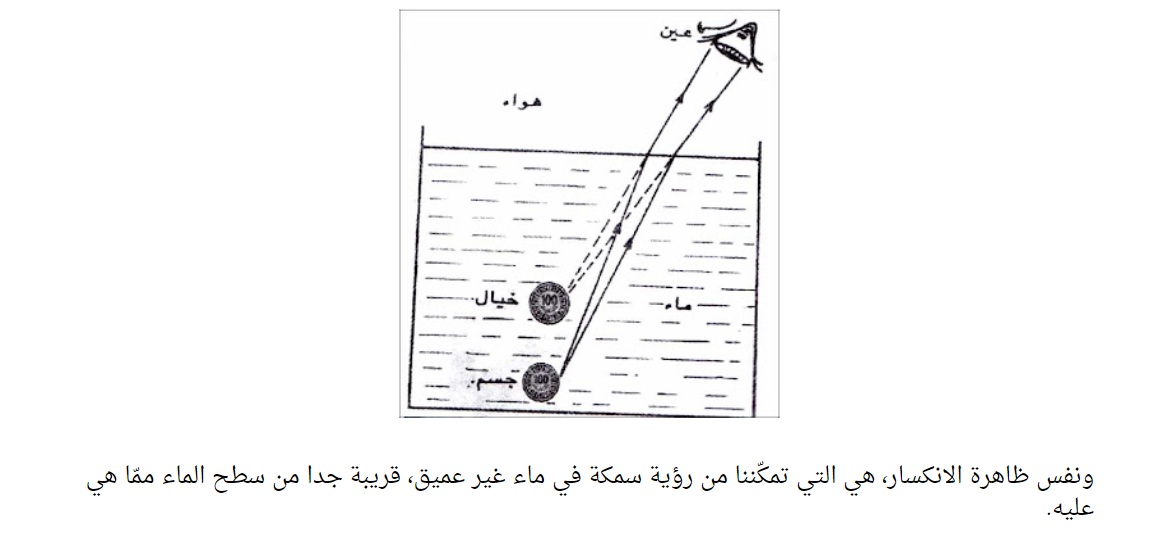 عين
هواء
خيال
100
ماء
جسم.
100
ونفس ظاهرة الانكسار، هي التي تمكّننا من رؤية سمكة في ماء غير عميق، قريبة جدا من سطح الماء ممّا هي
عليه.